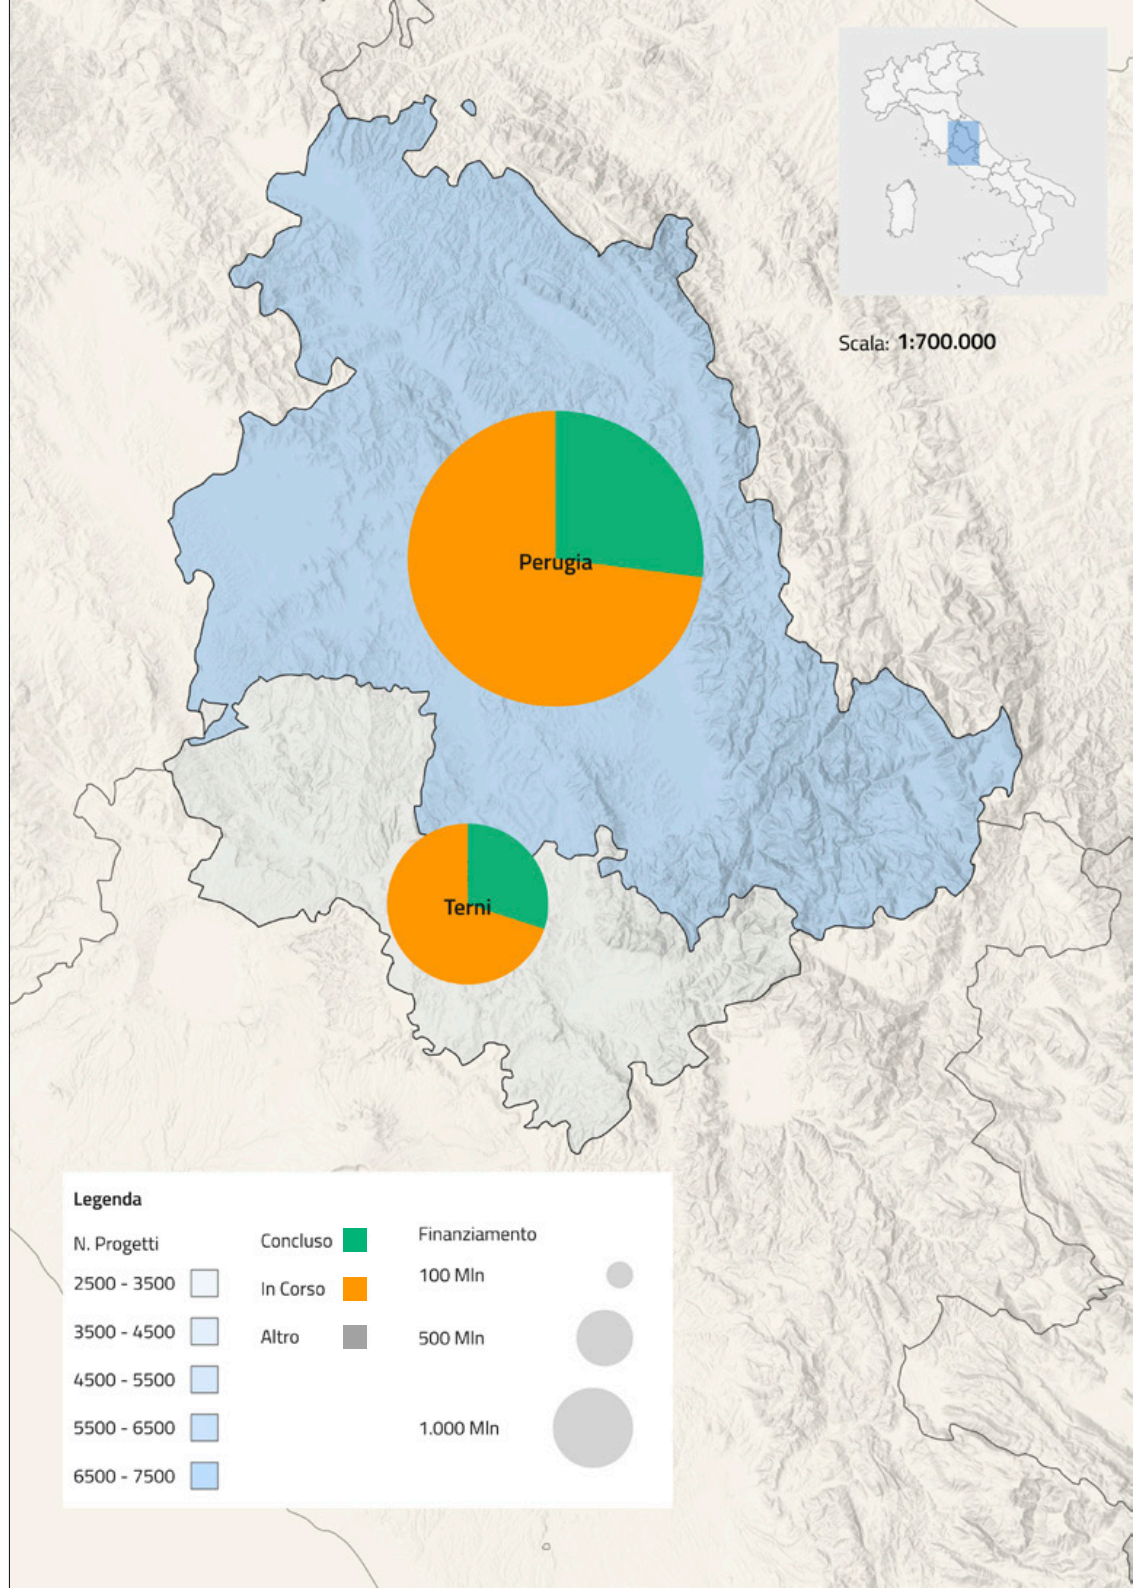 Scala: 1:700.000
Perugia
Terni
Legenda
N. Progetti
2500 - 3500
3500 - 4500
4500 - 5500
5500 - 6500
6500 - 7500
Concluso
In Corso
Altro
Finanziamento
100 Mln
500 Mln
1.000 Mln